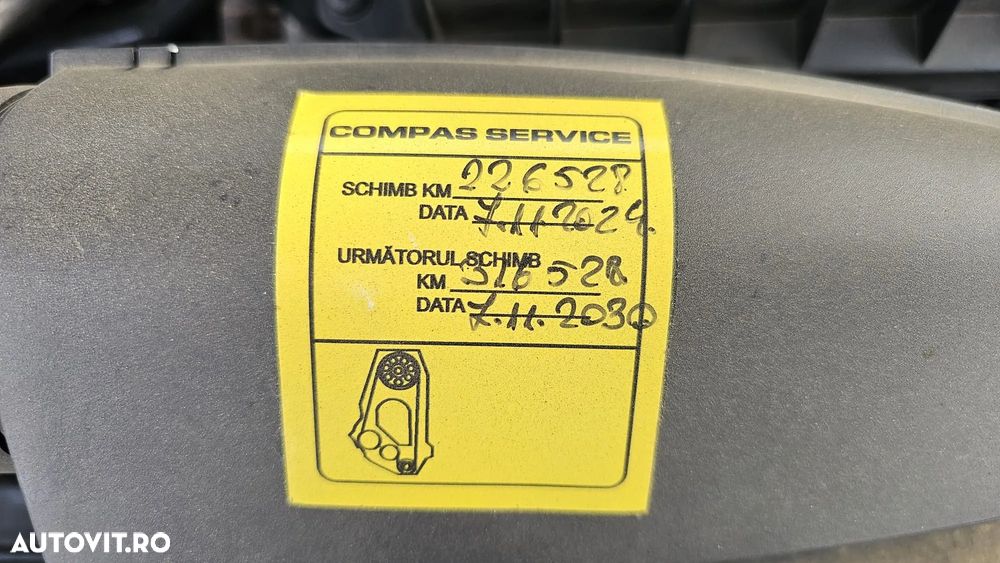 COMPAS SERVICE
SCHIMB KM 226528
DATA 7.11.2024.
URMĂTORUL SCHIMB
KM 316528
DATA 7.11.2030
AUTOVIT.RO